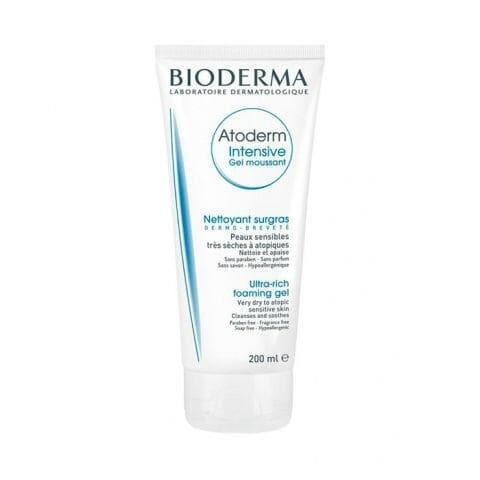 BIODERMA
LABORATOIRE DERMATOLOGIQUE
Atoderm
Intensive
Gel moussant
Nettoyant surgras
DERMO-BREVETÉ
Peaux sensibles
très sèches à atopiques
Nettoie et apaise
Sans paraben - Sans parfum
Sans savon - Hypoallergénique
Ultra-rich
foaming gel
Very dry to atopic
sensitive skin
Cleanses and soothes
Paraben free - Fragrance free
Soap free - Hypoallergenic
200 ml ℮